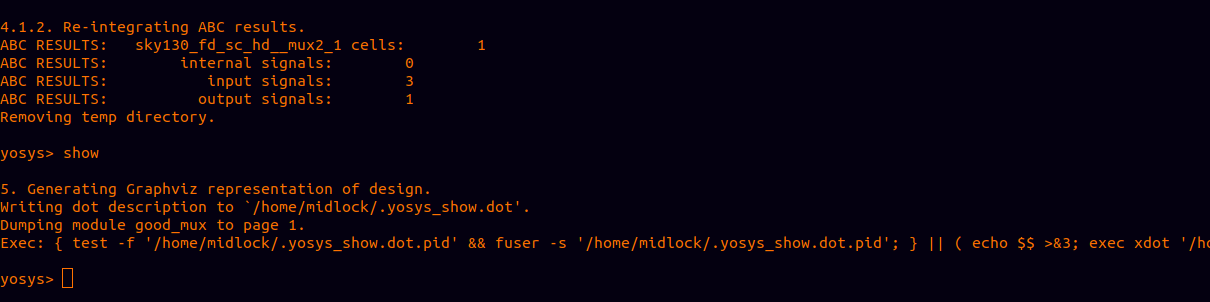 4.1.2. Re-integrating ABC results.
ABC RESULTS:   sky130_fd_sc_hd__mux2_1 cells:        1
ABC RESULTS:        internal signals:        0
ABC RESULTS:           input signals:        3
ABC RESULTS:          output signals:        1
Removing temp directory.
yosys> show
5. Generating Graphviz representation of design.
Writing dot description to `/home/midlock/.yosys_show.dot'.
Dumping module good_mux to page 1.
Exec: { test -f '/home/midlock/.yosys_show.dot.pid' && fuser -s '/home/midlock/.yosys_show.dot.pid'; } || ( echo $$ >&3; exec xdot '/h
yosys>